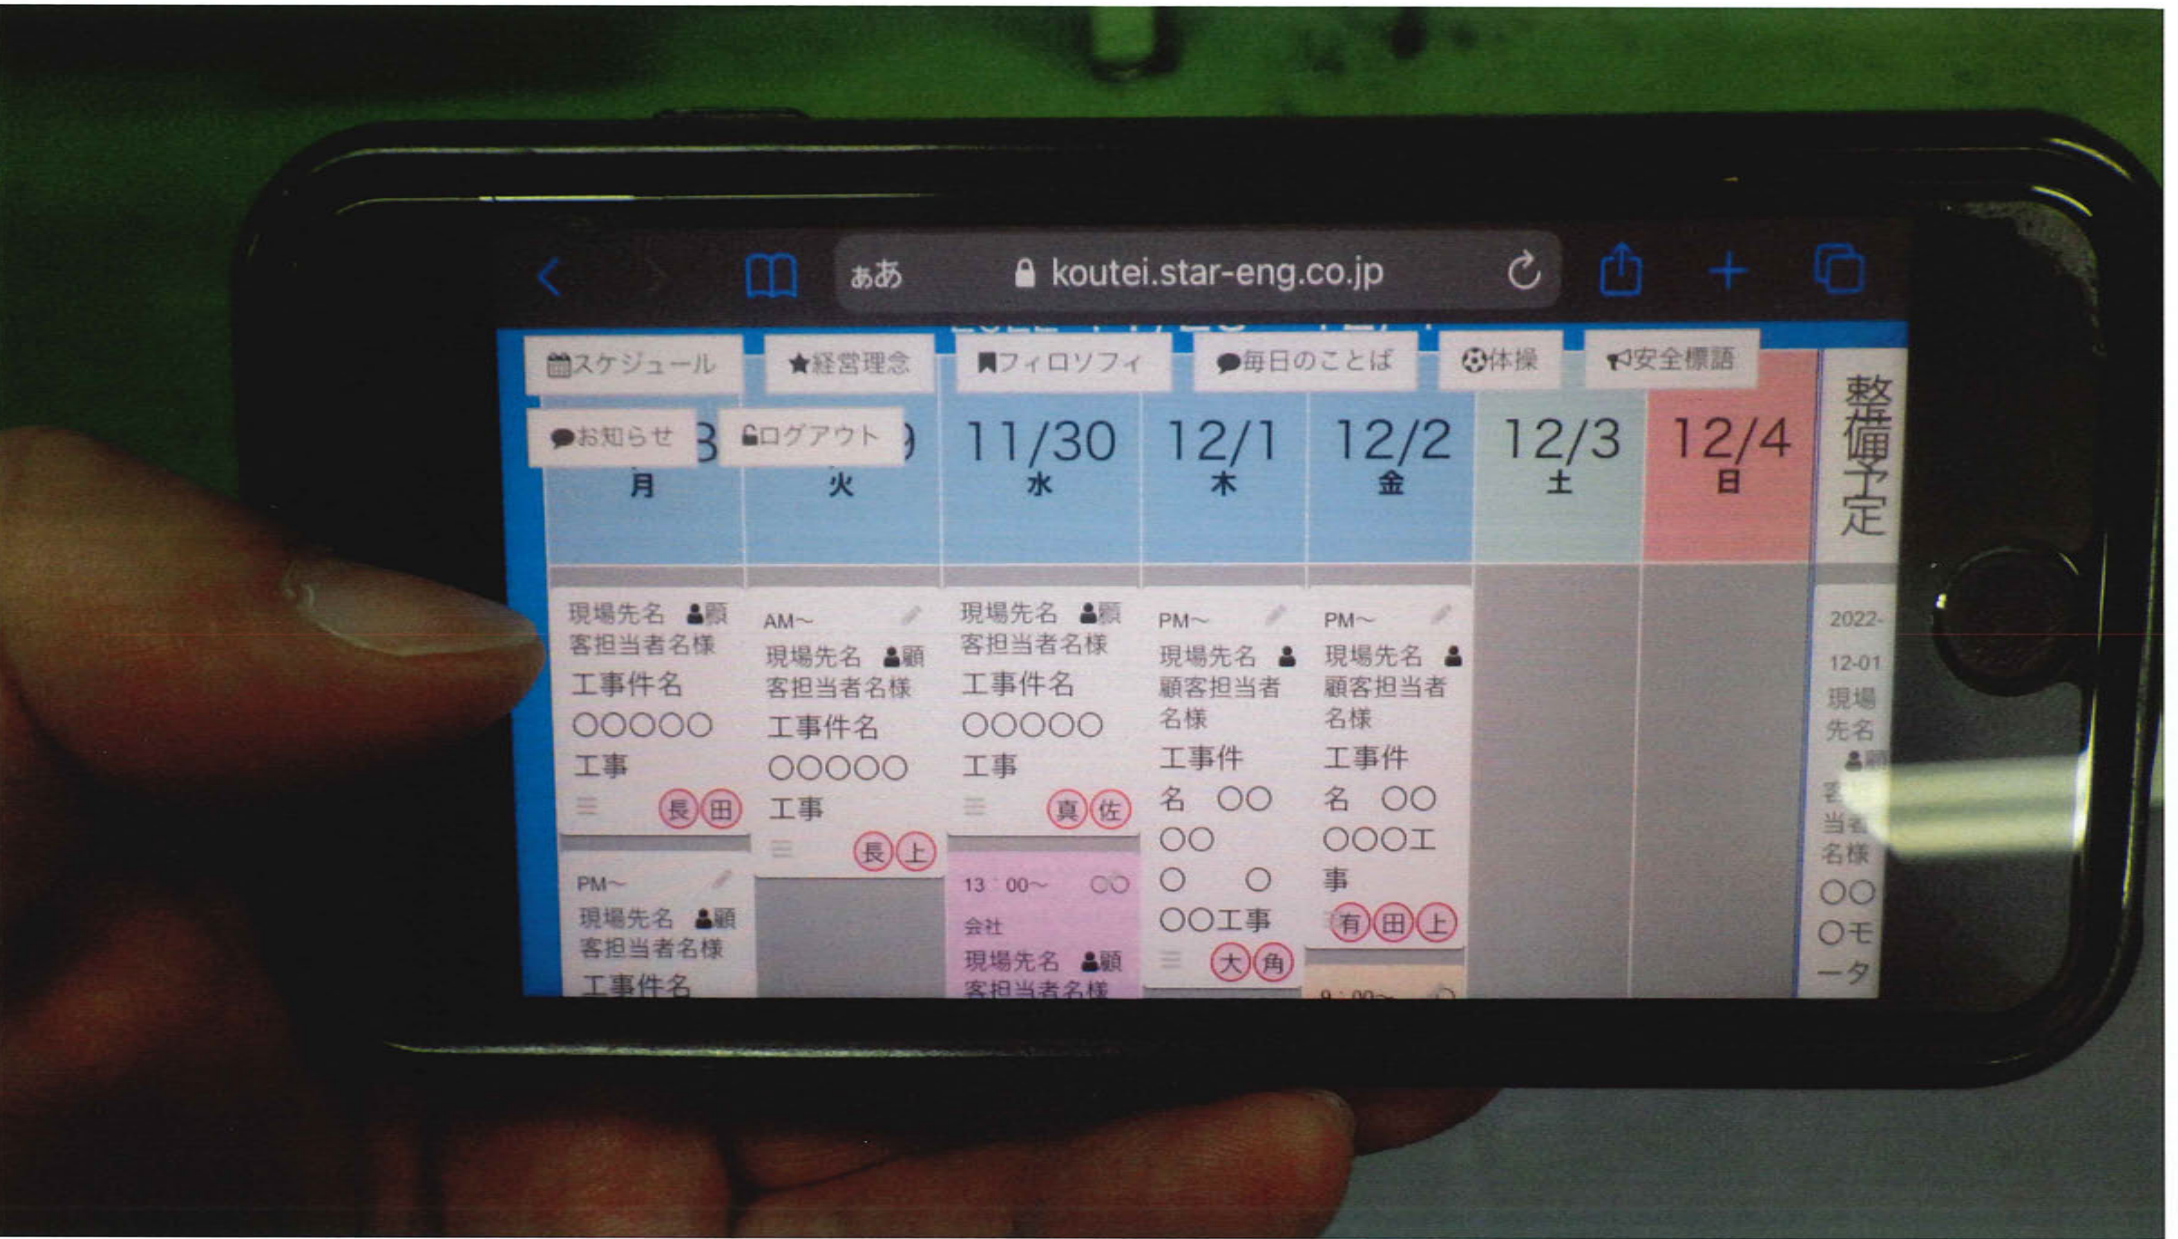 ああ koutei.star-eng.co.jp
スケジュール 経営理念 フィロソフィ 毎日のことば 体操 安全標語
お知らせ ログアウト
月
火
11/30
水
12/1
木
12/2
金
12/3
土
12/4
日
整備予定
現場先名 顧
客担当者名様
工事件名
○○○○○
工事
長 田
PM～
現場先名 顧
客担当者名様
工事件名
AM～
現場先名 顧
客担当者名様
工事件名
○○○○○
工事
長 上
現場先名 顧
客担当者名様
工事件名
○○○○○
工事
真 佐
13：00～ ○○
会社
現場先名 顧
客担当者名様
PM～
現場先名
顧客担当者
名様
工事件
名 ○○
○○
○ ○
○○工事
大 角
PM～
現場先名
顧客担当者
名様
工事件
名 ○○
○○○工
事
有 田 上
9：00～
2022-
12-01
現場
先名
顧
客担
当者
名様
○○
○モ
ータ